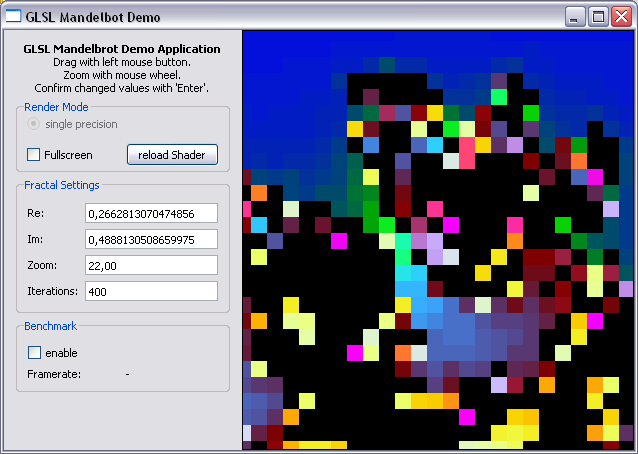 GLSL Mandelbot Demo
GLSL Mandelbrot Demo Application
Drag with left mouse button.
Zoom with mouse wheel.
Confirm changed values with 'Enter'.
Render Mode
single precision
Fullscreen
reload Shader
Fractal Settings
Re: 0,2662813070474856
Im: 0,4888130508659975
Zoom: 22,00
Iterations: 400
Benchmark
enable
Framerate: -